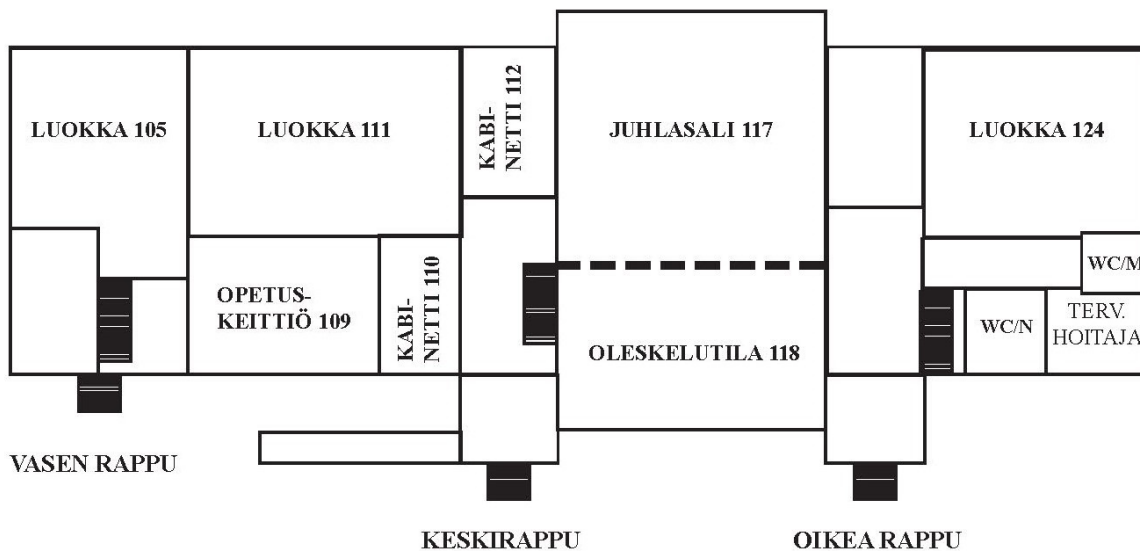 LUOKKA 105
LUOKKA 111
KABI-
NETTI 112
JUHLASALI 117
LUOKKA 124
OPETUS-
KEITTIÖ 109
KABI-
NETTI 110
OLESKELUTILA 118
WC/M
WC/N
TERV.
HOITAJA
VASEN RAPPU
KESKIRAPPU
OIKEA RAPPU